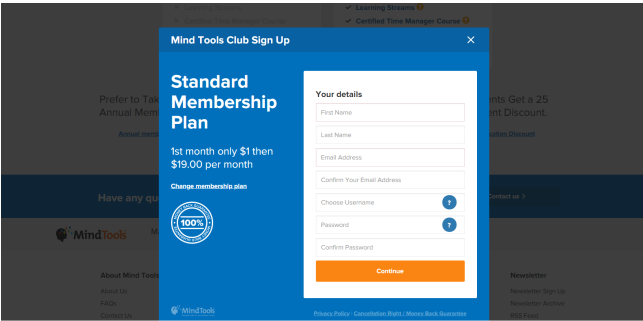 Learning Streams
Certified Time Manager Course
Mind Tools Club Sign Up
Standard
Membership
Plan
1st month only $1 then
$19.00 per month
Change membership plan
100%
Your details
First Name
Last Name
Email Address
Confirm Your Email Address
Choose Username
?
Password
?
Confirm Password
Continue
MindTools
Privacy Policy · Cancellation Right / Money Back Guarantee
Prefer to Tak
Annual Mem
Annual memb
nts Get a 25
nt Discount.
Have any qu
Contact us
MindTools
About Mind Tools
About Us
FAQs
Contact Us
Newsletter
Newsletter Sign Up
Newsletter Archive
RSS Feed